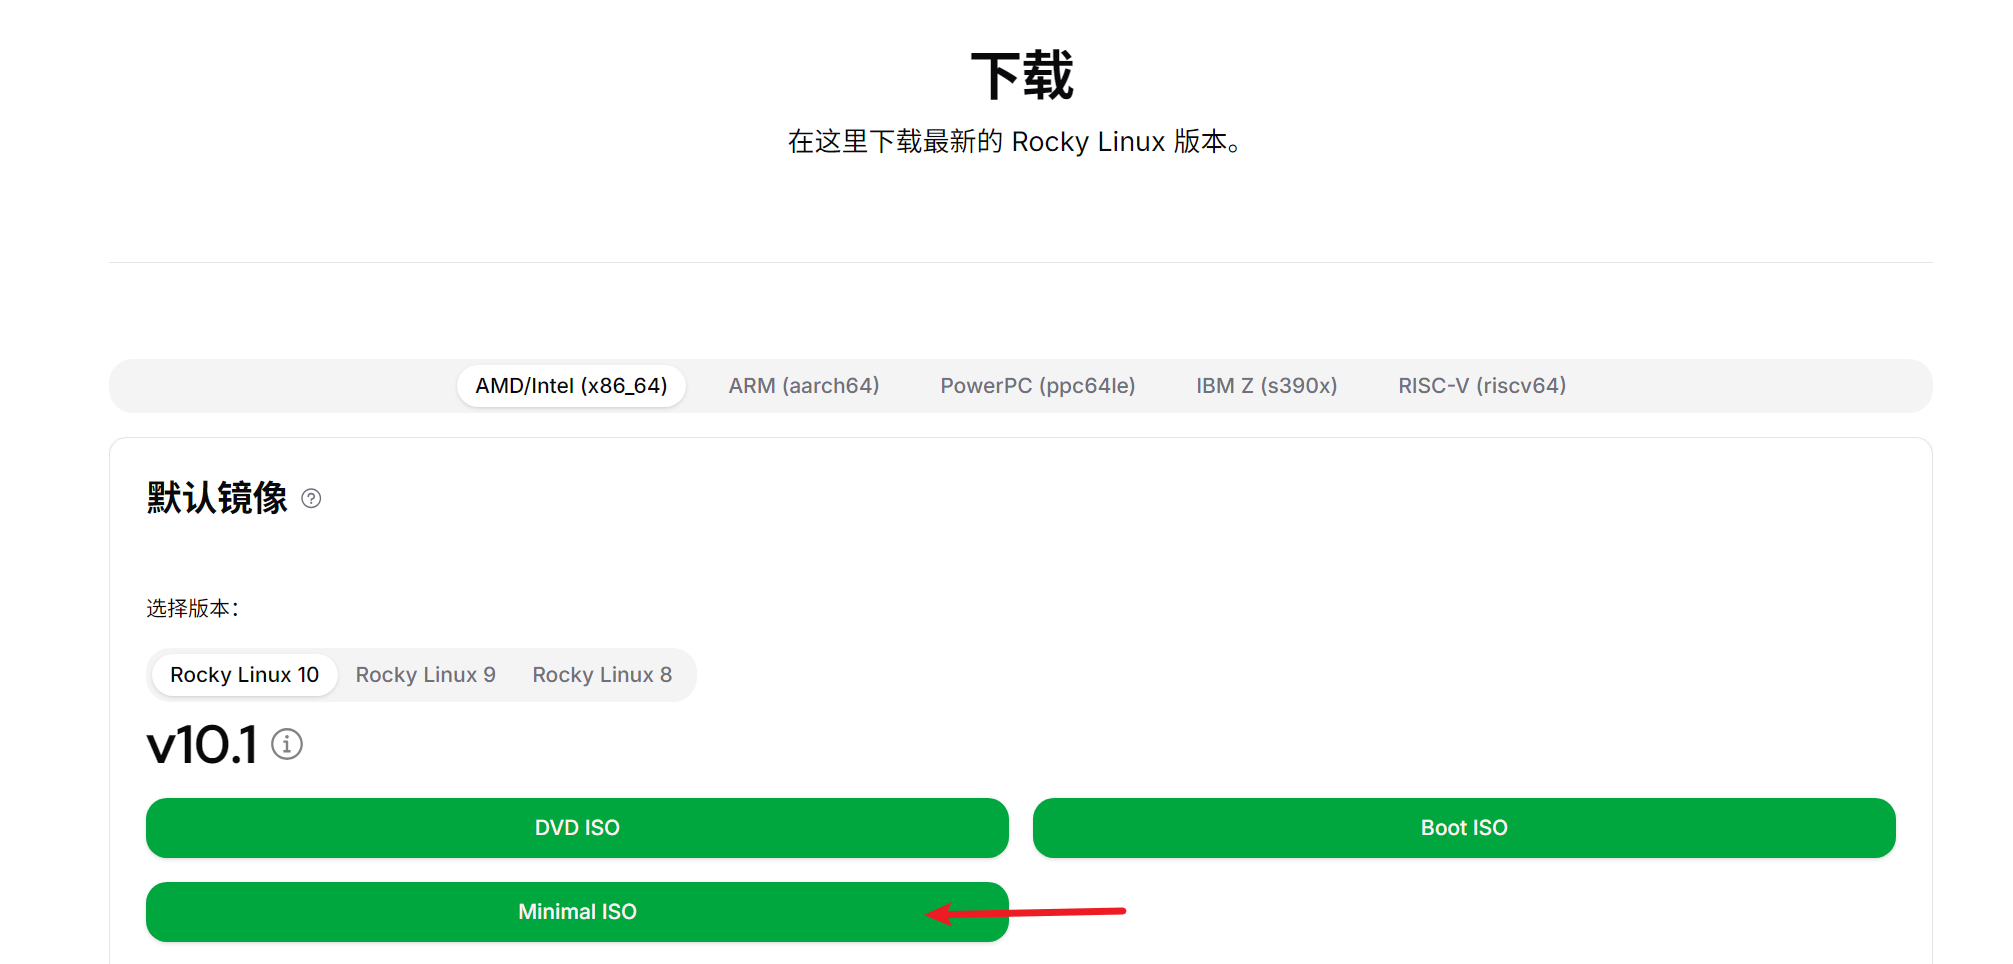 下载
在这里下载最新的 Rocky Linux 版本。
AMD/Intel (x86_64) ARM (aarch64) PowerPC (ppc64le) IBM Z (s390x) RISC-V (riscv64)
默认镜像
选择版本：
Rocky Linux 10 Rocky Linux 9 Rocky Linux 8
v10.1
DVD ISO Boot ISO
Minimal ISO